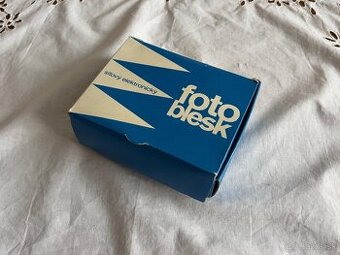 síťový elektronický
foto
blesk